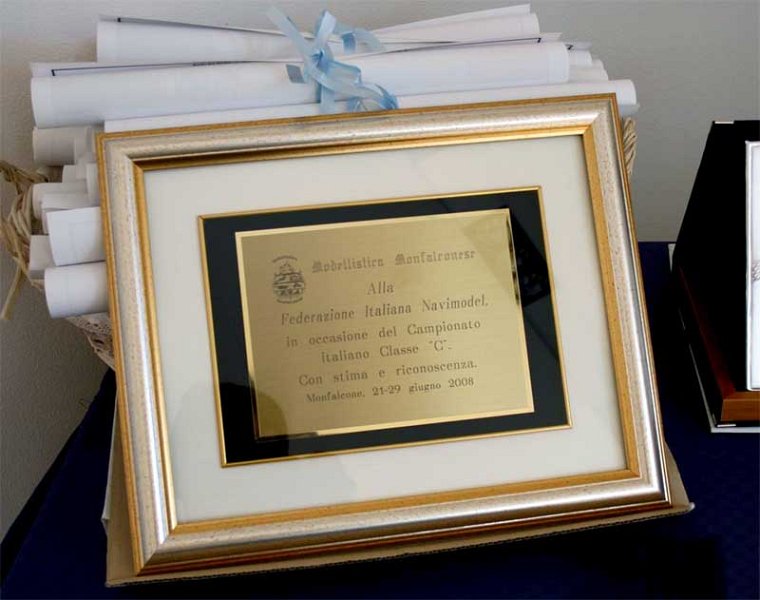 Modellistica Monfalconese
Alla
Federazione Italiana Navimodel,
in occasione del Campionato
italiano Classe "C".
Con stima e riconoscenza.
Monfalcone, 21-29 giugno 2008